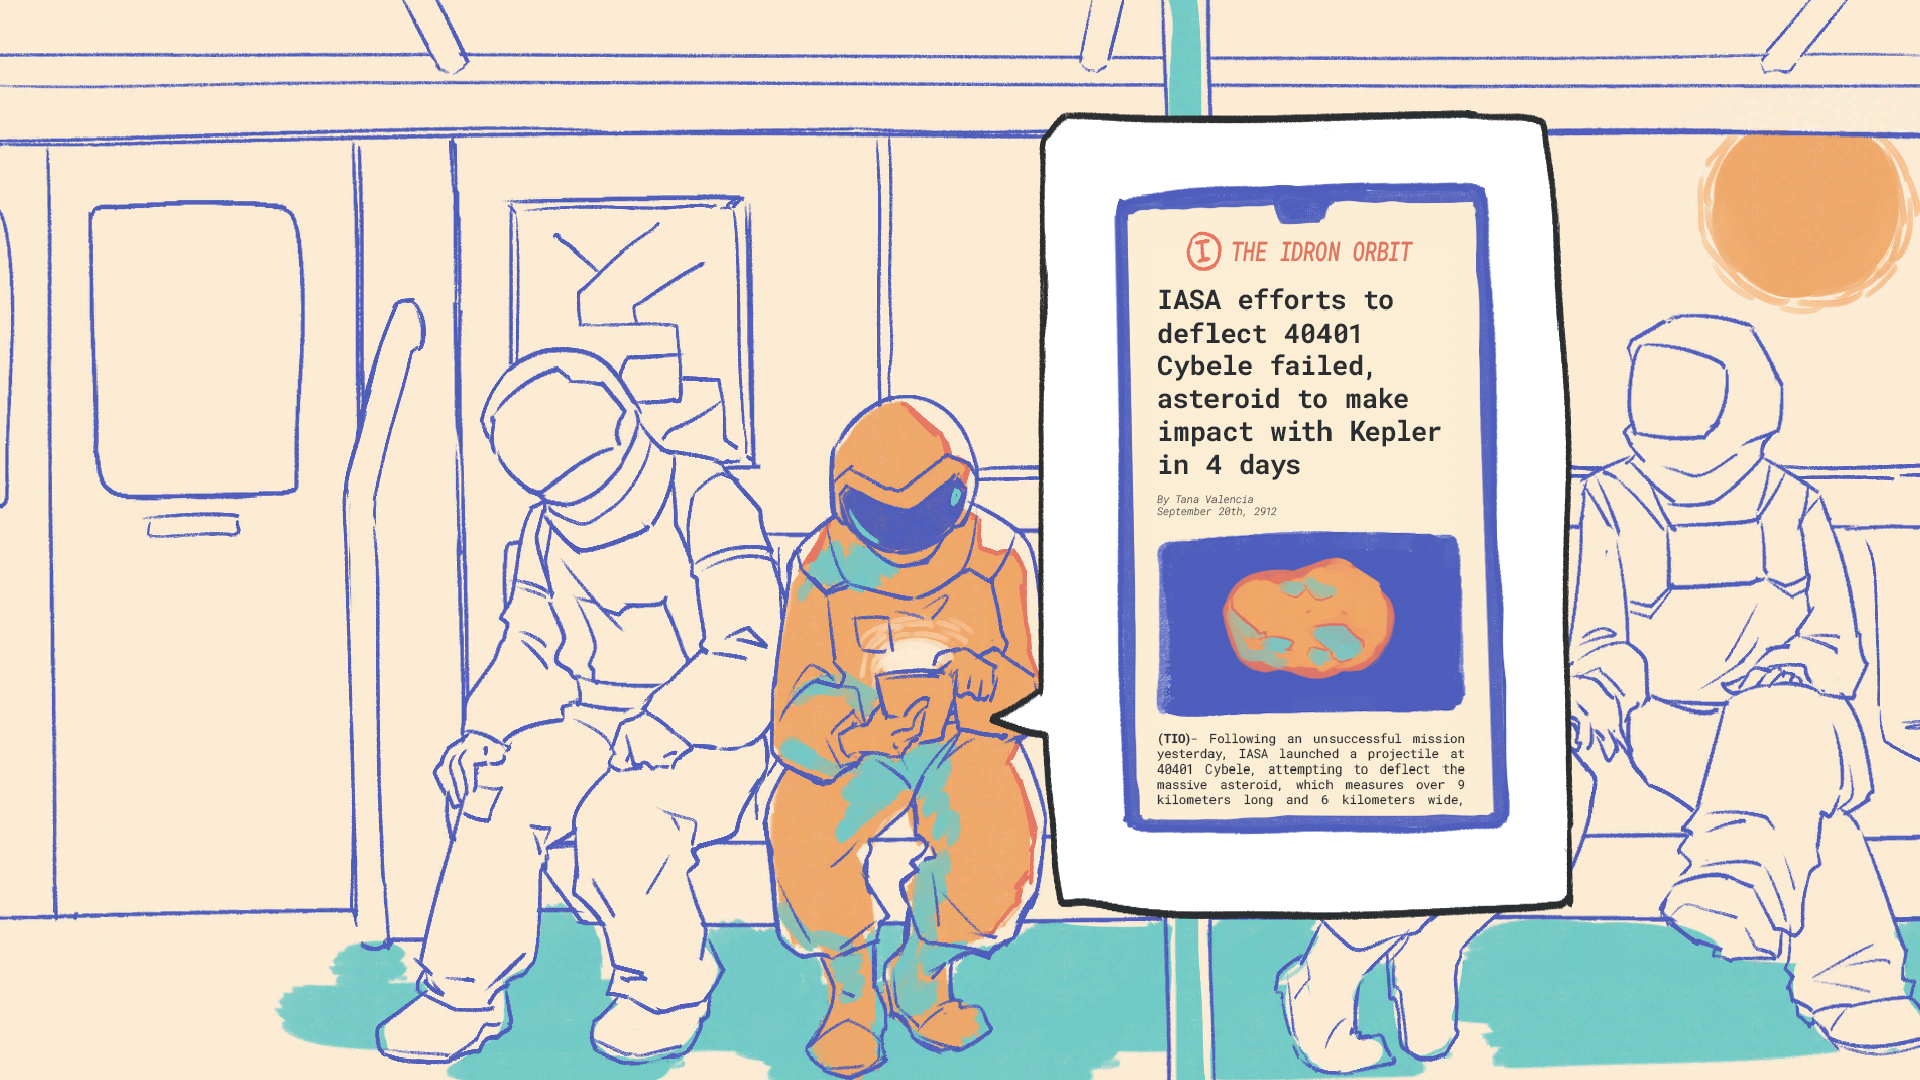 I THE IDRON ORBIT
IASA efforts to
deflect 40401
Cybele failed,
asteroid to make
impact with Kepler
in 4 days
By Tana Valencia
September 20th, 2912
(TIO)- Following an unsuccessful mission
yesterday, IASA launched a projectile at
40401 Cybele, attempting to deflect the
massive asteroid, which measures over 9
kilometers long and 6 kilometers wide,